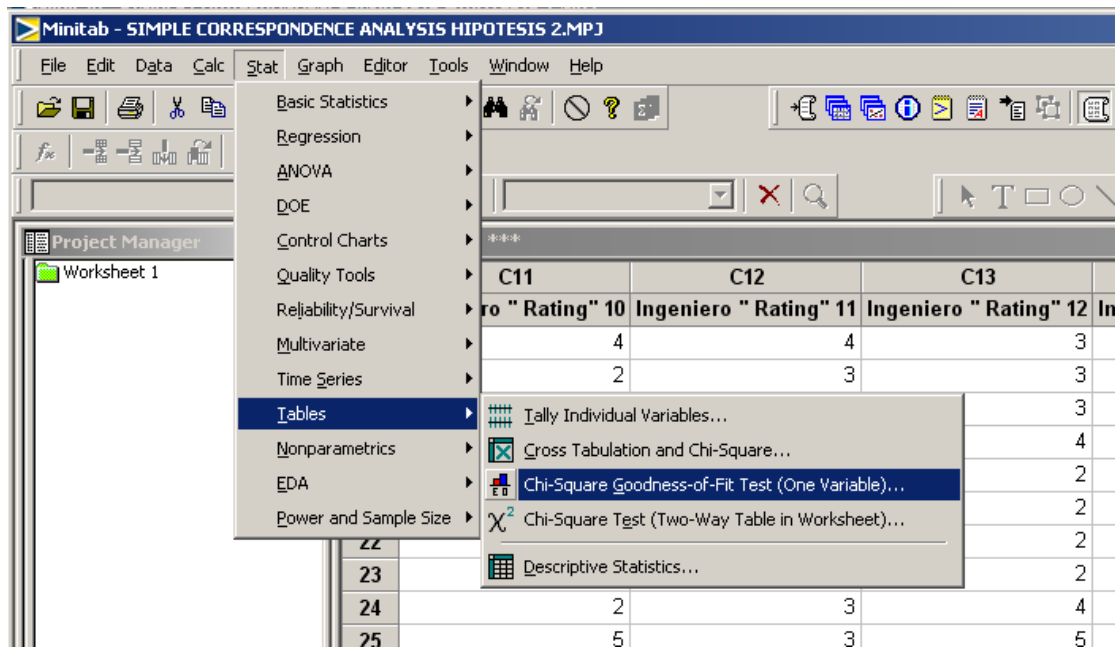 Minitab - SIMPLE CORRESPONDENCE ANALYSIS HIPOTESIS 2.MPJ
File Edit Data Calc Stat Graph Editor Tools Window Help
Basic Statistics
Regression
ANOVA
DOE
Control Charts
Quality Tools
Reliability/Survival
Multivariate
Time Series
Tables
Nonparametrics
EDA
Power and Sample Size
Tally Individual Variables...
Cross Tabulation and Chi-Square...
Chi-Square Goodness-of-Fit Test (One Variable)...
χ² Chi-Square Test (Two-Way Table in Worksheet)...
Descriptive Statistics...
Project Manager
Worksheet 1
***
C11 C12 C13
ro " Rating" 10 Ingeniero " Rating" 11 Ingeniero " Rating" 12 In
4 4 3
2 3 3
3
4
2
2
22 2
23 2
24 2 3 4
25 5 3 5